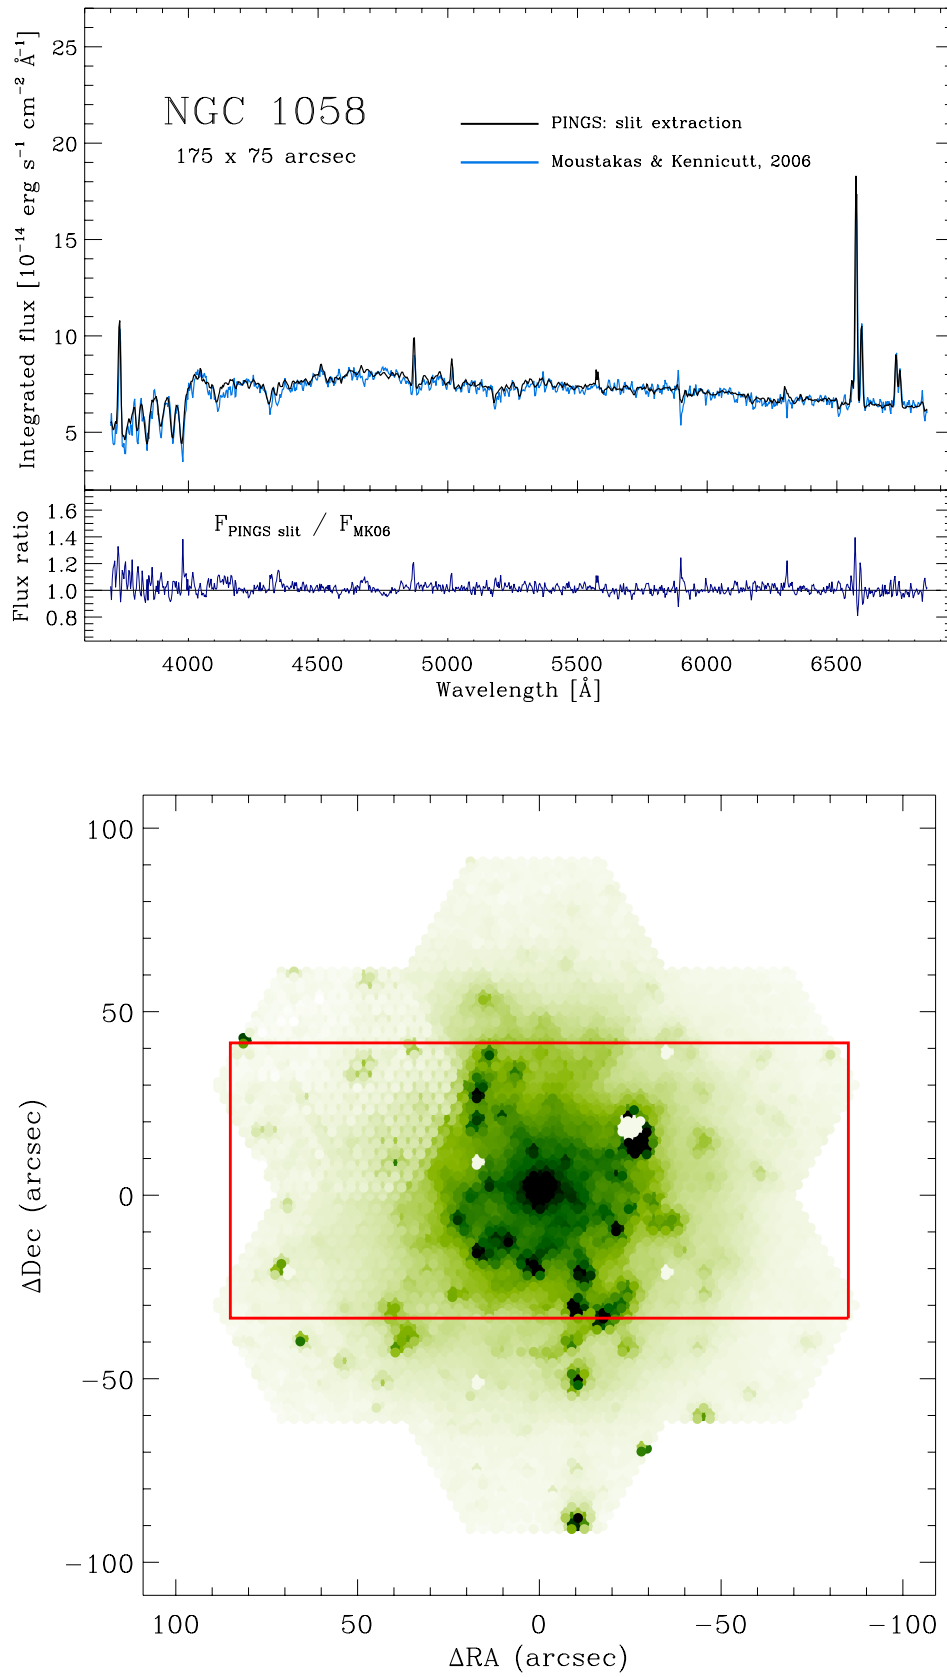 NGC 1058
175 x 75 arcsec
PINGS: slit extraction
Moustakas & Kennicutt, 2006
Integrated flux [10⁻¹⁴ erg s⁻¹ cm⁻² Å⁻¹]
25
20
15
10
5
F_PINGS slit / F_MK06
Flux ratio
1.6
1.4
1.2
1.0
0.8
4000 4500 5000 5500 6000 6500
Wavelength [Å]
ΔDec (arcsec)
100
50
0
−50
−100
100 50 0 −50 −100
ΔRA (arcsec)